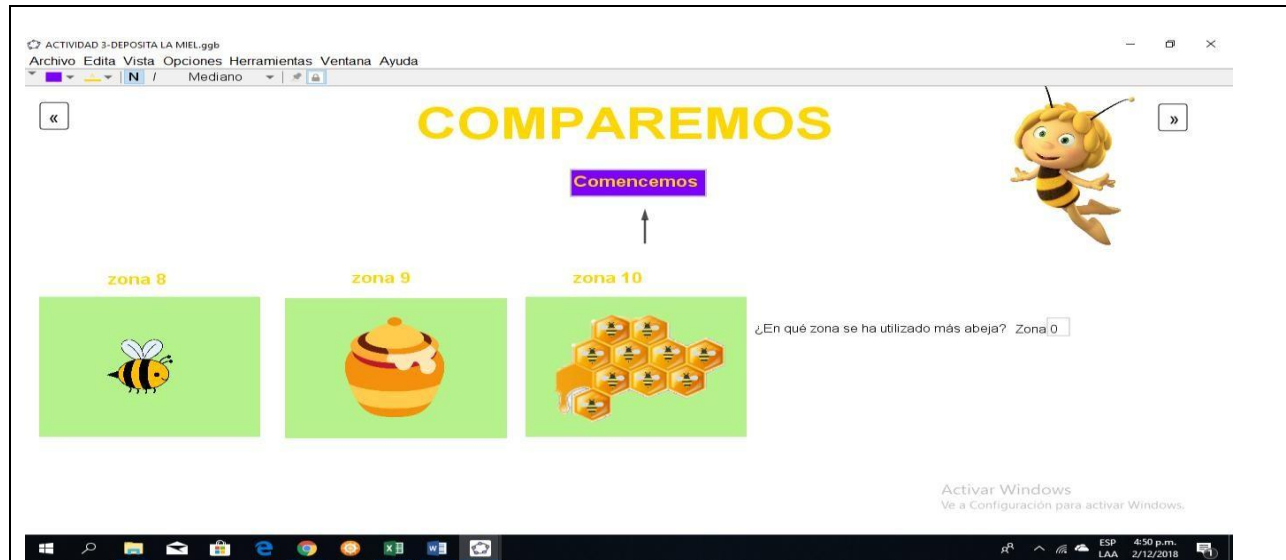 ACTIVIDAD 3-DEPOSITA LA MIEL.ggb
Archivo Edita Vista Opciones Herramientas Ventana Ayuda
N I Mediano
« COMPAREMOS »
Comencemos
zona 8 zona 9 zona 10
¿En qué zona se ha utilizado más abeja? Zona 0
Activar Windows
Ve a Configuración para activar Windows.
ESP 4:50 p.m.
LAA 2/12/2018